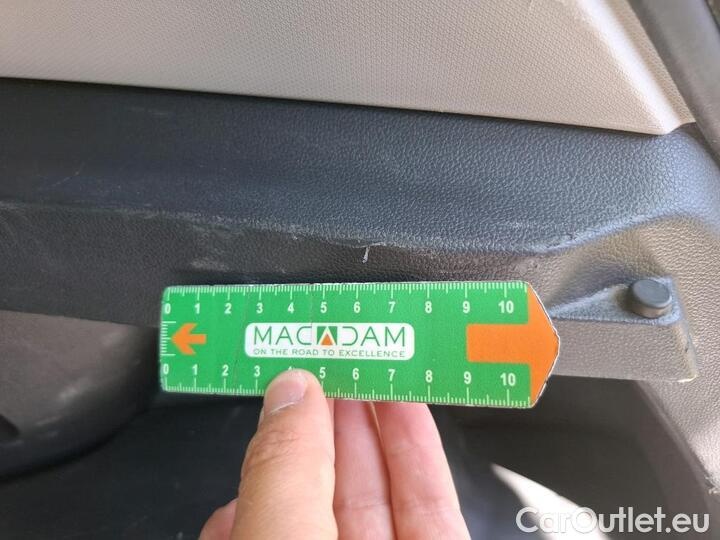 0 1 2 3 4 5 6 7 8 9 10
MACADAM
ON THE ROAD TO EXCELLENCE
0 1 2 3 4 5 6 7 8 9 10
CarOutlet.eu